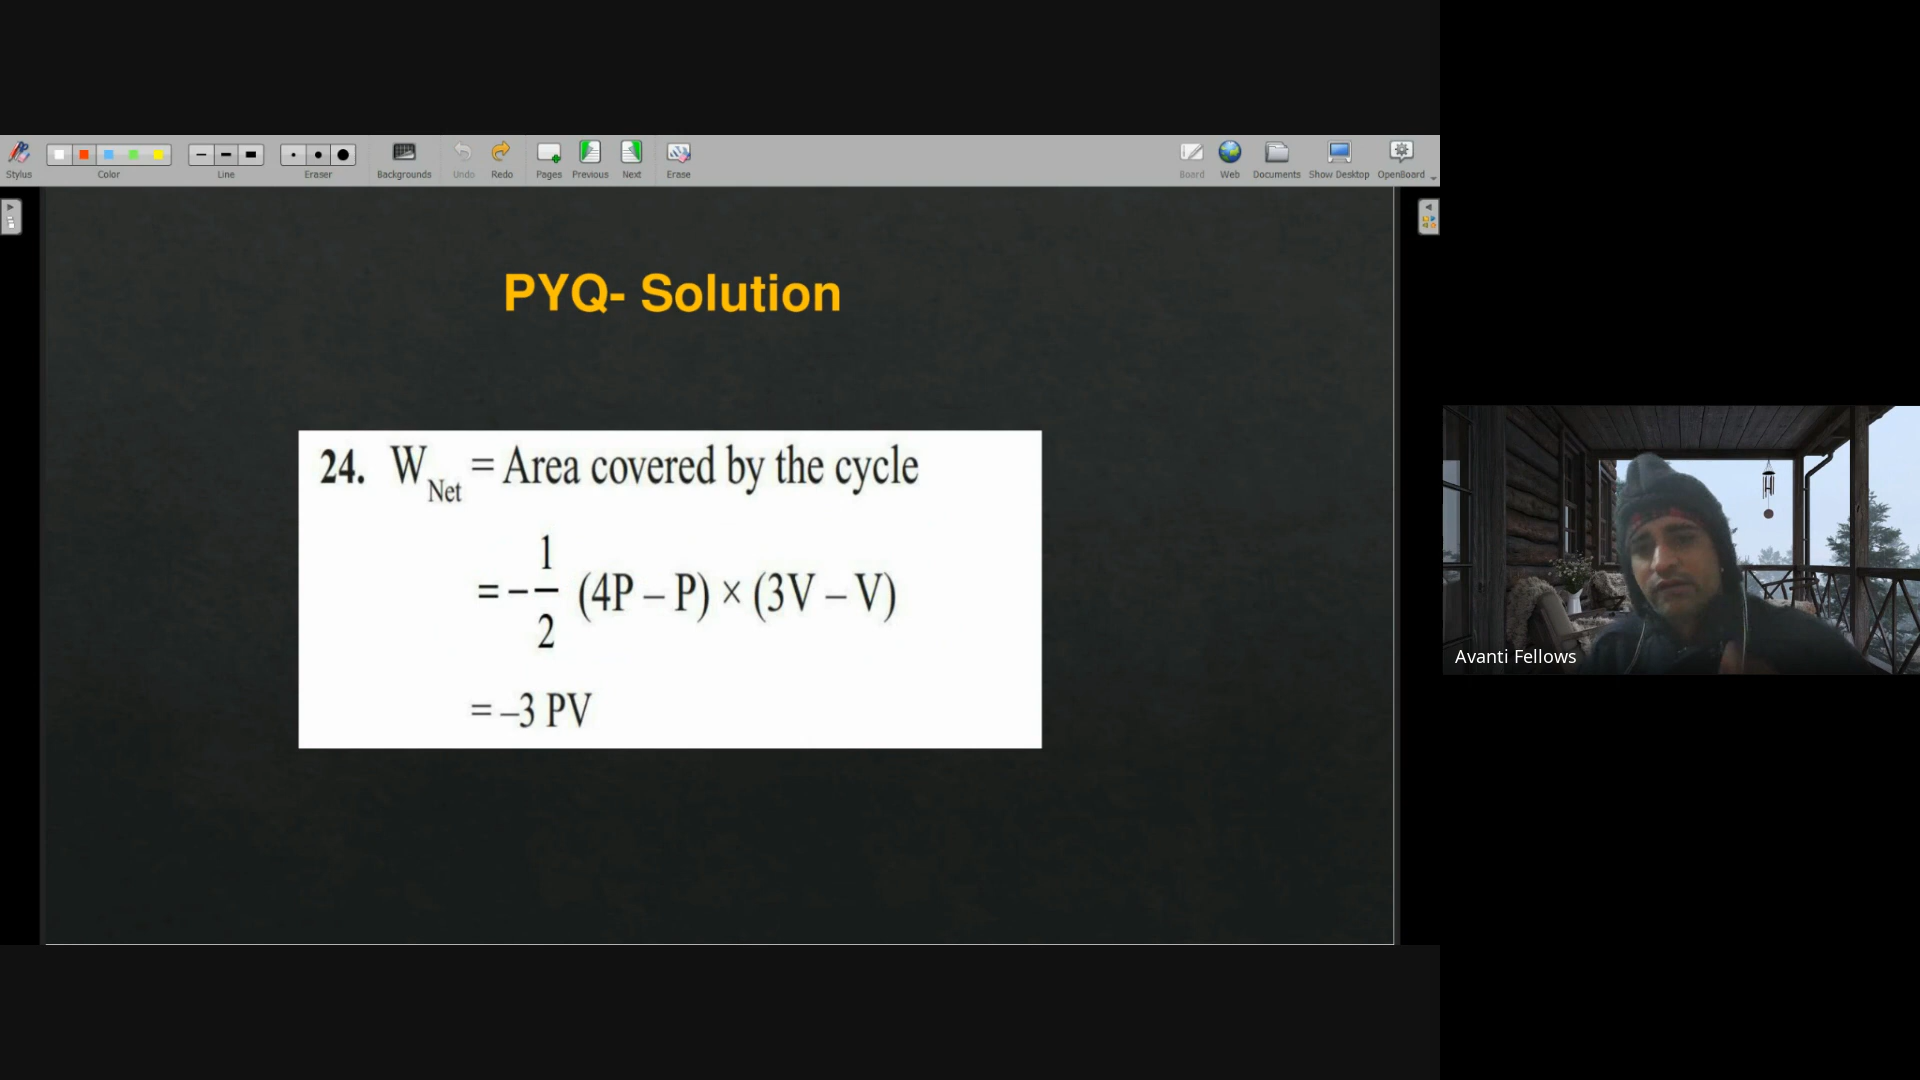 Stylus Color Line Eraser Backgrounds Undo Redo Pages Previous Next Erase Board Web Documents Show Desktop OpenBoard
PYQ- Solution
24. W Net = Area covered by the cycle
= -1/2 (4P – P) × (3V – V)
= –3 PV
Avanti Fellows